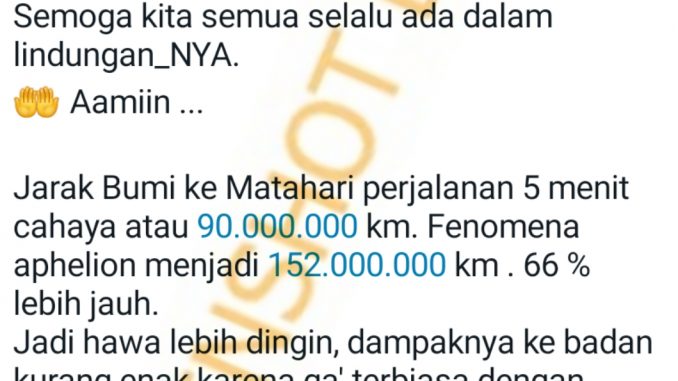 Semoga kita semua selalu ada dalam
lindungan_NYA.
🤲 Aamiin ...
Jarak Bumi ke Matahari perjalanan 5 menit
cahaya atau 90.000.000 km. Fenomena
aphelion menjadi 152.000.000 km . 66 %
lebih jauh.
Jadi hawa lebih dingin, dampaknya ke badan
kurang enak karena ga' terbiasa dengan